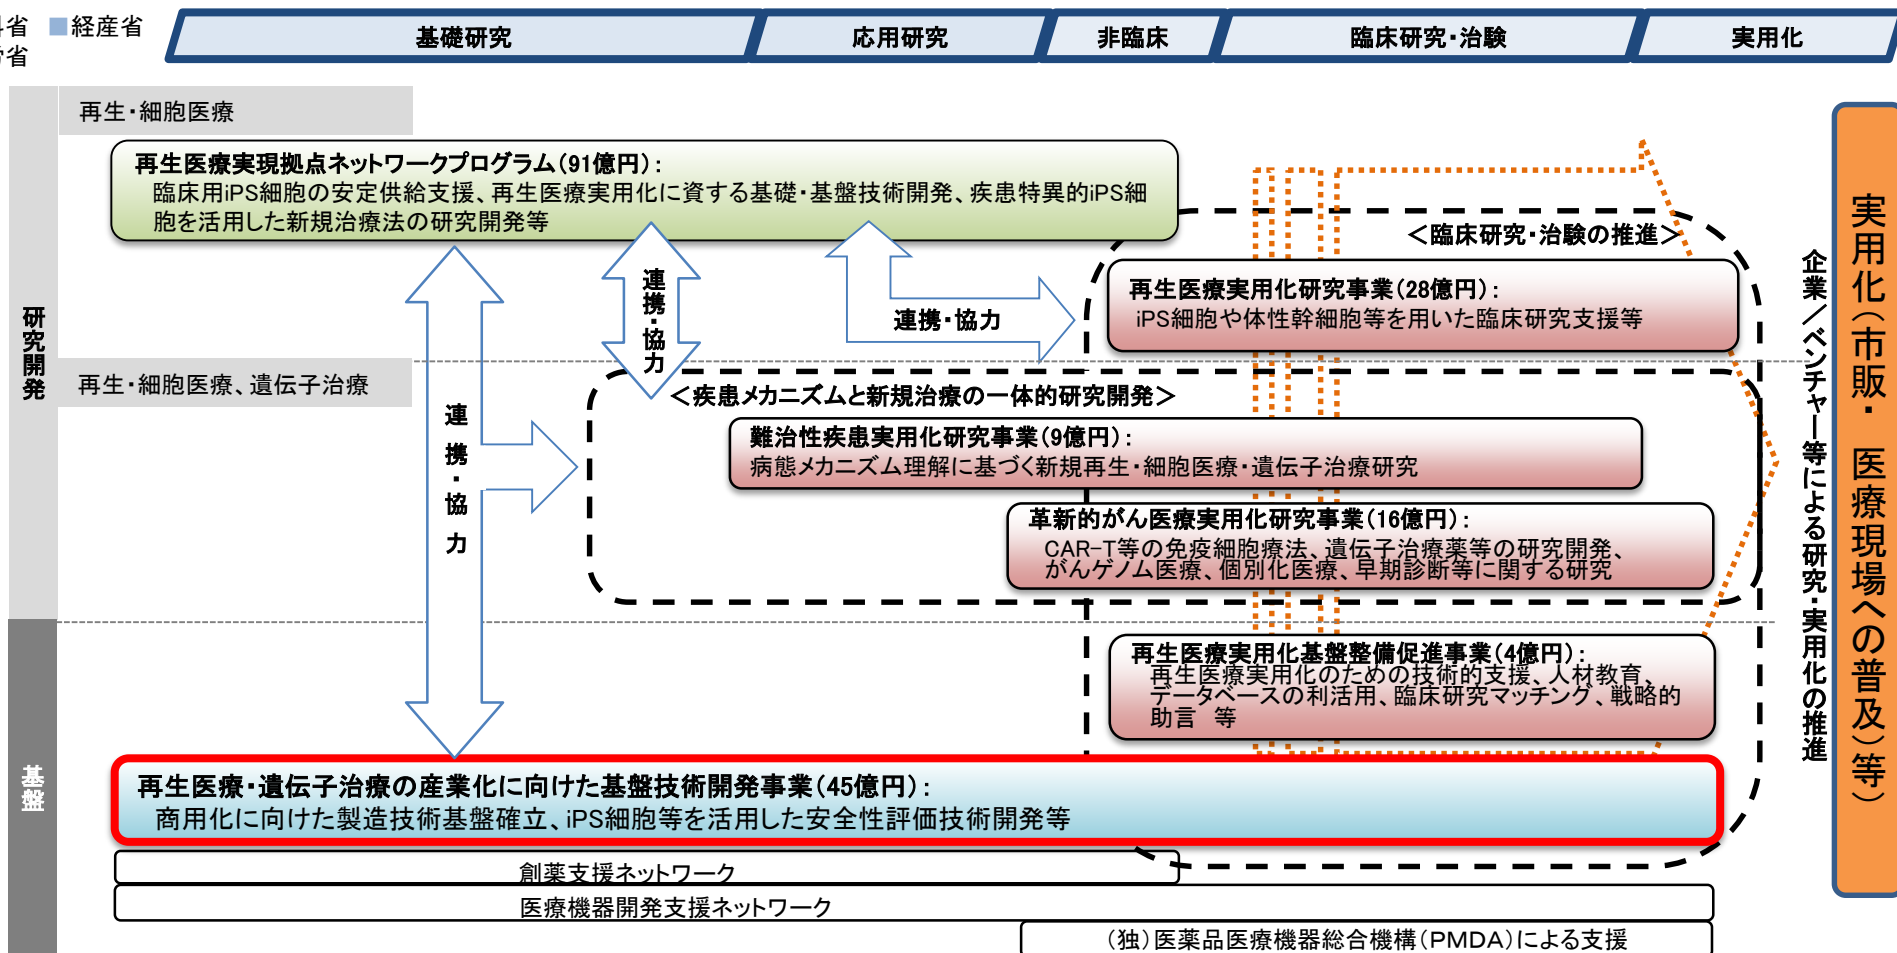 科省 ■経産省
労省
基礎研究
応用研究
非臨床
臨床研究・治験
実用化
再生・細胞医療
再生医療実現拠点ネットワークプログラム（91億円）：
臨床用iPS細胞の安定供給支援、再生医療実用化に資する基礎・基盤技術開発、疾患特異的iPS細
胞を活用した新規治療法の研究開発等
＜臨床研究・治験の推進＞
連携・協力
連携・協力
再生医療実用化研究事業（28億円）：
iPS細胞や体性幹細胞等を用いた臨床研究支援等
研究開発
再生・細胞医療、遺伝子治療
連携・協力
＜疾患メカニズムと新規治療の一体的研究開発＞
難治性疾患実用化研究事業（9億円）：
病態メカニズム理解に基づく新規再生・細胞医療・遺伝子治療研究
革新的がん医療実用化研究事業（16億円）：
CAR-T等の免疫細胞療法、遺伝子治療薬等の研究開発、
がんゲノム医療、個別化医療、早期診断等に関する研究
再生医療実用化基盤整備促進事業（4億円）：
再生医療実用化のための技術的支援、人材教育、
データベースの利活用、臨床研究マッチング、戦略的
助言　等
基盤
再生医療・遺伝子治療の産業化に向けた基盤技術開発事業（45億円）：
商用化に向けた製造技術基盤確立、iPS細胞等を活用した安全性評価技術開発等
創薬支援ネットワーク
医療機器開発支援ネットワーク
（独）医薬品医療機器総合機構（PMDA）による支援
企業／ベンチャー等による研究・実用化の推進
実用化（市販・　医療現場への普及）等